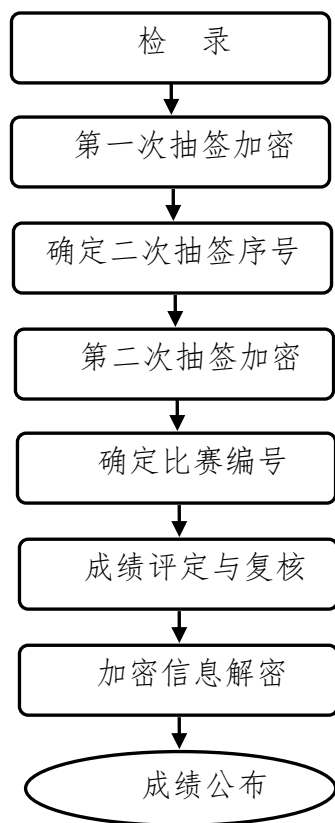 检 录
第一次抽签加密
确定二次抽签序号
第二次抽签加密
确定比赛编号
成绩评定与复核
加密信息解密
成绩公布